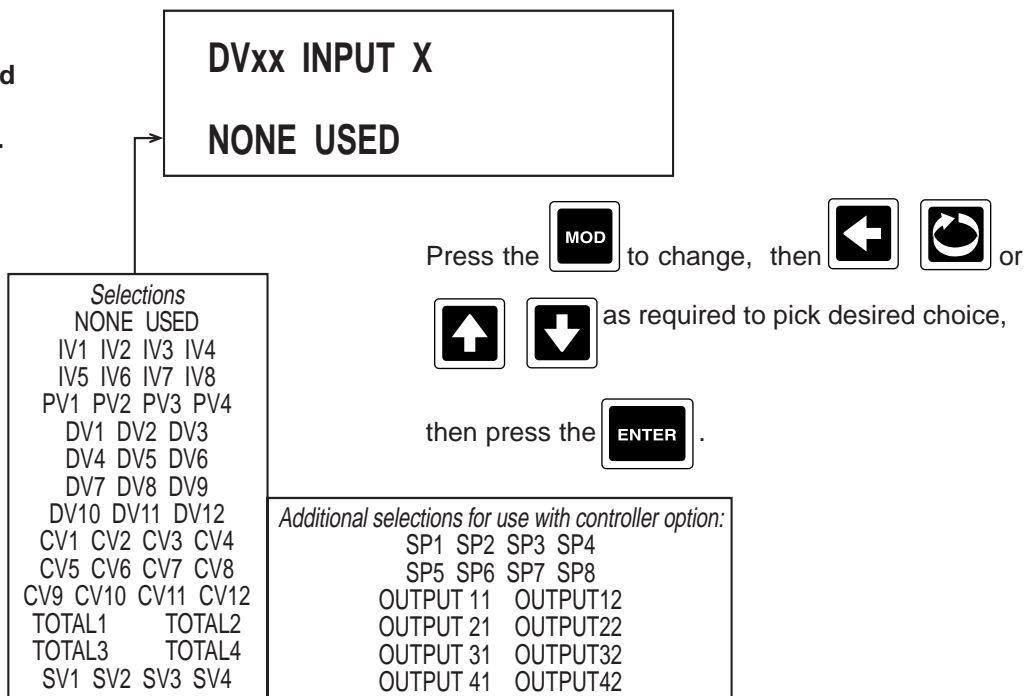 d
.
DVxx INPUT X
NONE USED
Press the MOD to change, then or
as required to pick desired choice,
then press the ENTER .
Selections
NONE USED
IV1 IV2 IV3 IV4
IV5 IV6 IV7 IV8
PV1 PV2 PV3 PV4
DV1 DV2 DV3
DV4 DV5 DV6
DV7 DV8 DV9
DV10 DV11 DV12
CV1 CV2 CV3 CV4
CV5 CV6 CV7 CV8
CV9 CV10 CV11 CV12
TOTAL1 TOTAL2
TOTAL3 TOTAL4
SV1 SV2 SV3 SV4
Additional selections for use with controller option:
SP1 SP2 SP3 SP4
SP5 SP6 SP7 SP8
OUTPUT 11 OUTPUT12
OUTPUT 21 OUTPUT22
OUTPUT 31 OUTPUT32
OUTPUT 41 OUTPUT42